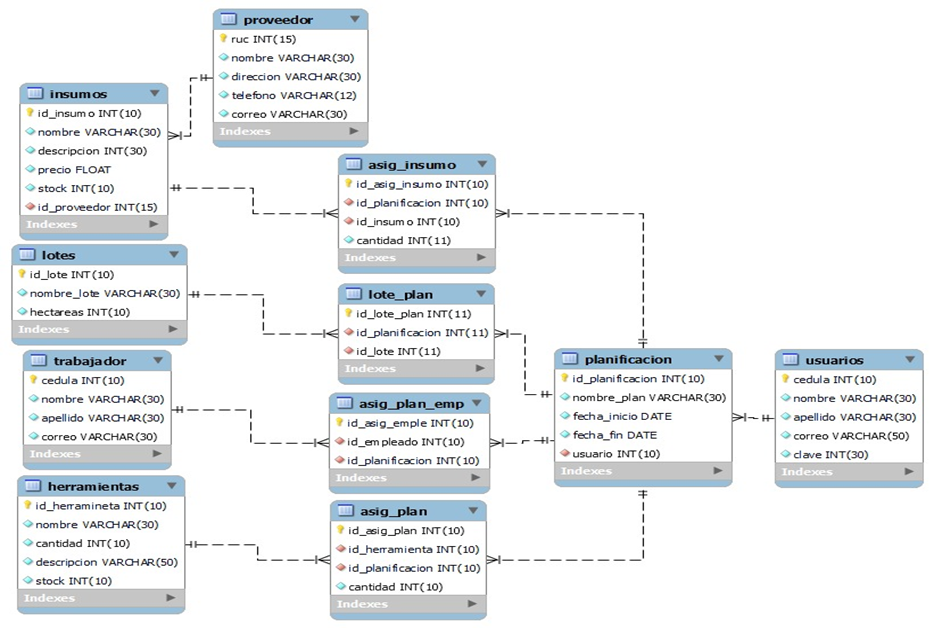 proveedor
ruc INT(15)
nombre VARCHAR(30)
direccion VARCHAR(30)
telefono VARCHAR(12)
correo VARCHAR(30)
Indexes
insumos
id_insumo INT(10)
nombre VARCHAR(30)
descripcion INT(30)
precio FLOAT
stock INT(10)
id_proveedor INT(15)
Indexes
asig_insumo
id_asig_insumo INT(10)
id_planificacion INT(10)
id_insumo INT(10)
cantidad INT(11)
Indexes
lotes
id_lote INT(10)
nombre_lote VARCHAR(30)
hectareas INT(10)
Indexes
lote_plan
id_lote_plan INT(11)
id_planificacion INT(11)
id_lote INT(11)
Indexes
trabajador
cedula INT(10)
nombre VARCHAR(30)
apellido VARCHAR(30)
correo VARCHAR(30)
Indexes
asig_plan_emp
id_asig_emple INT(10)
id_empleado INT(10)
id_planificacion INT(10)
Indexes
planificacion
id_planificacion INT(10)
nombre_plan VARCHAR(30)
fecha_inicio DATE
fecha_fin DATE
usuario INT(10)
Indexes
usuarios
cedula INT(10)
nombre VARCHAR(30)
apellido VARCHAR(30)
correo VARCHAR(50)
clave INT(30)
Indexes
herramientas
id_herramineta INT(10)
nombre VARCHAR(30)
cantidad INT(10)
descripcion VARCHAR(50)
stock INT(10)
Indexes
asig_plan
id_asig_plan INT(10)
id_herramienta INT(10)
id_planificacion INT(10)
cantidad INT(10)
Indexes